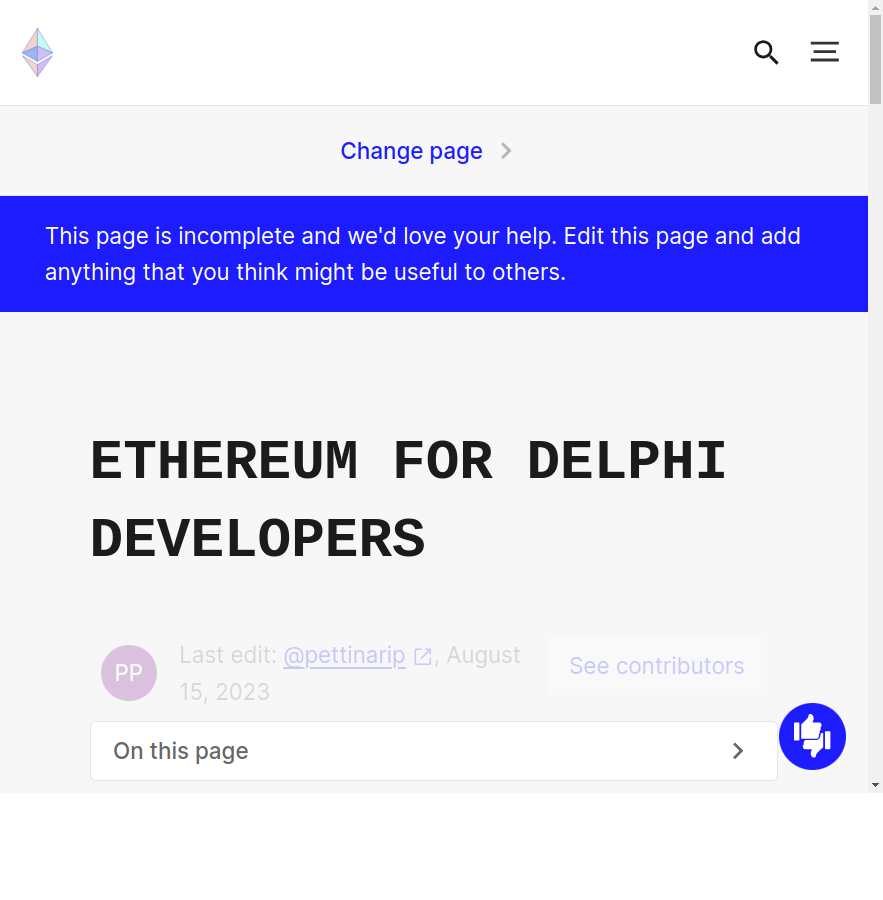 Change page
This page is incomplete and we'd love your help. Edit this page and add
anything that you think might be useful to others.
ETHEREUM FOR DELPHI
DEVELOPERS
PP
Last edit: @pettinarip, August
15, 2023
See contributors
On this page